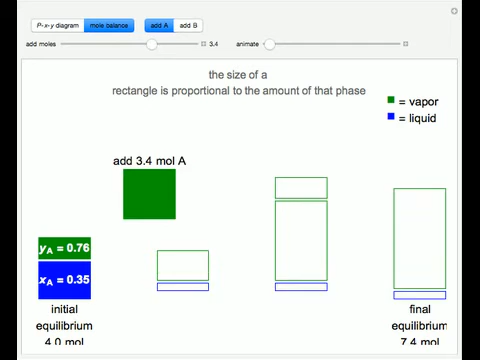 P-x-y diagram mole balance add A add B
add moles 3.4 animate
the size of a
rectangle is proportional to the amount of that phase
= vapor
= liquid
add 3.4 mol A
yA = 0.76
xA = 0.35
initial
equilibrium
4.0 mol
final
equilibrium
7.4 mol